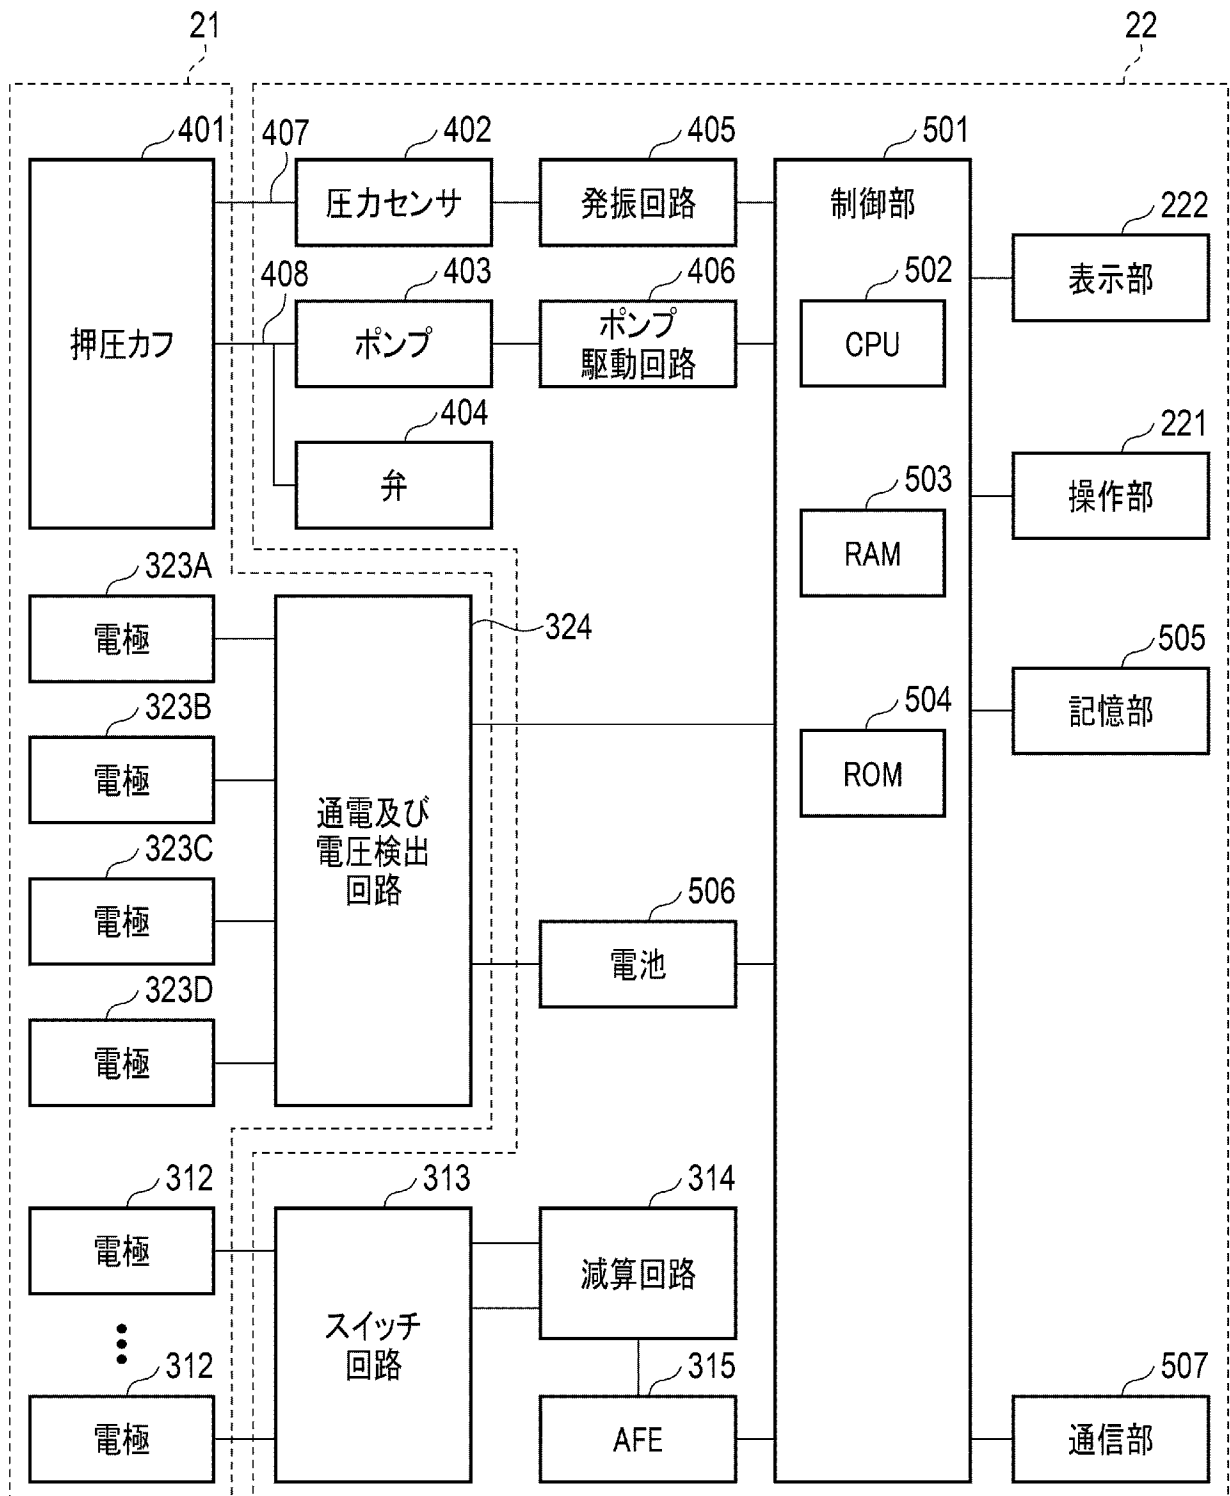 21
22
401
407
402
405
501
押圧カフ
圧力センサ
発振回路
制御部
222
表示部
408
403
406
502
ポンプ
ポンプ
駆動回路
CPU
404
弁
221
操作部
503
RAM
323A
電極
324
通電及び
電圧検出
回路
323B
電極
504
ROM
505
記憶部
323C
電極
506
電池
323D
電極
312
電極
313
スイッチ
回路
314
減算回路
312
電極
315
AFE
507
通信部